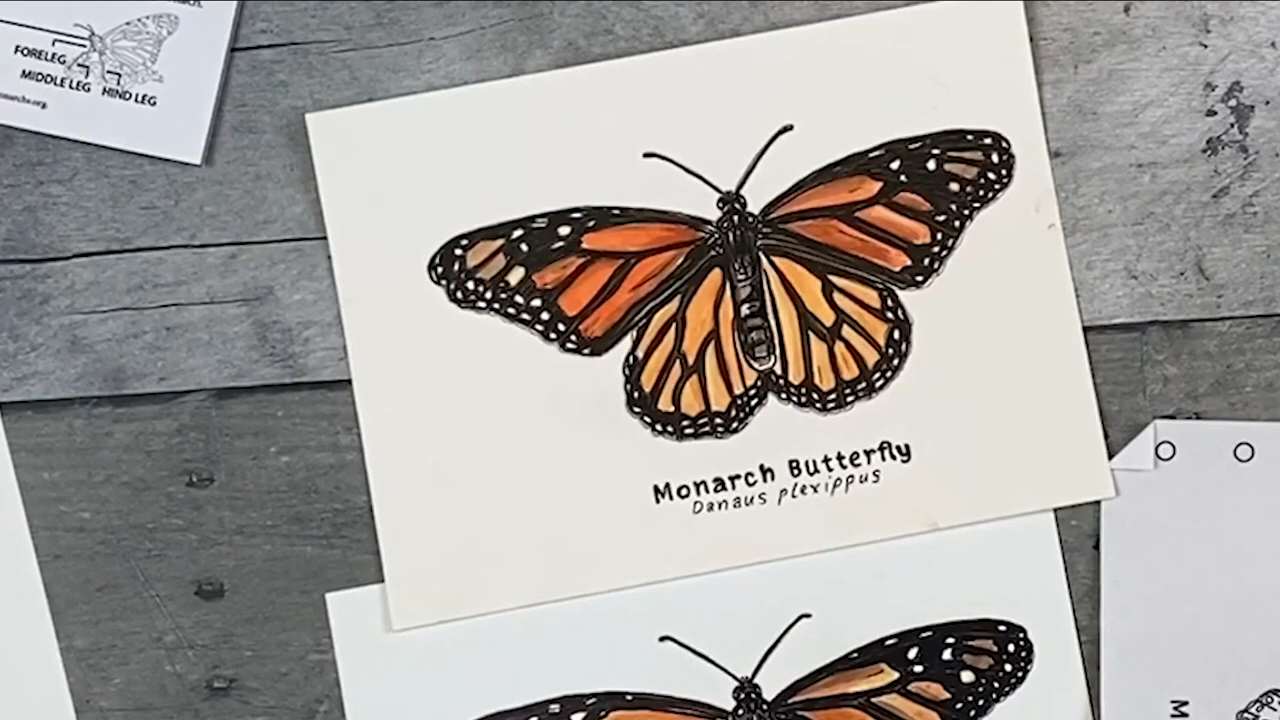 FORELEG
MIDDLE LEG HIND LEG
Monarch Butterfly
Danaus plexippus
M